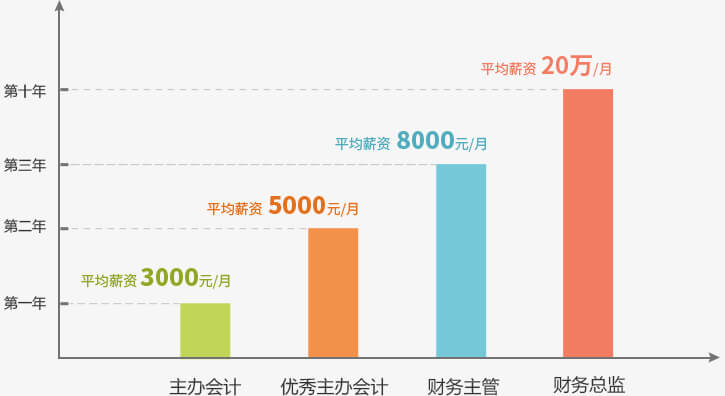 平均薪资 20万/月
第十年
平均薪资 8000元/月
第三年
平均薪资 5000元/月
第二年
平均薪资 3000元/月
第一年
主办会计
优秀主办会计
财务主管
财务总监